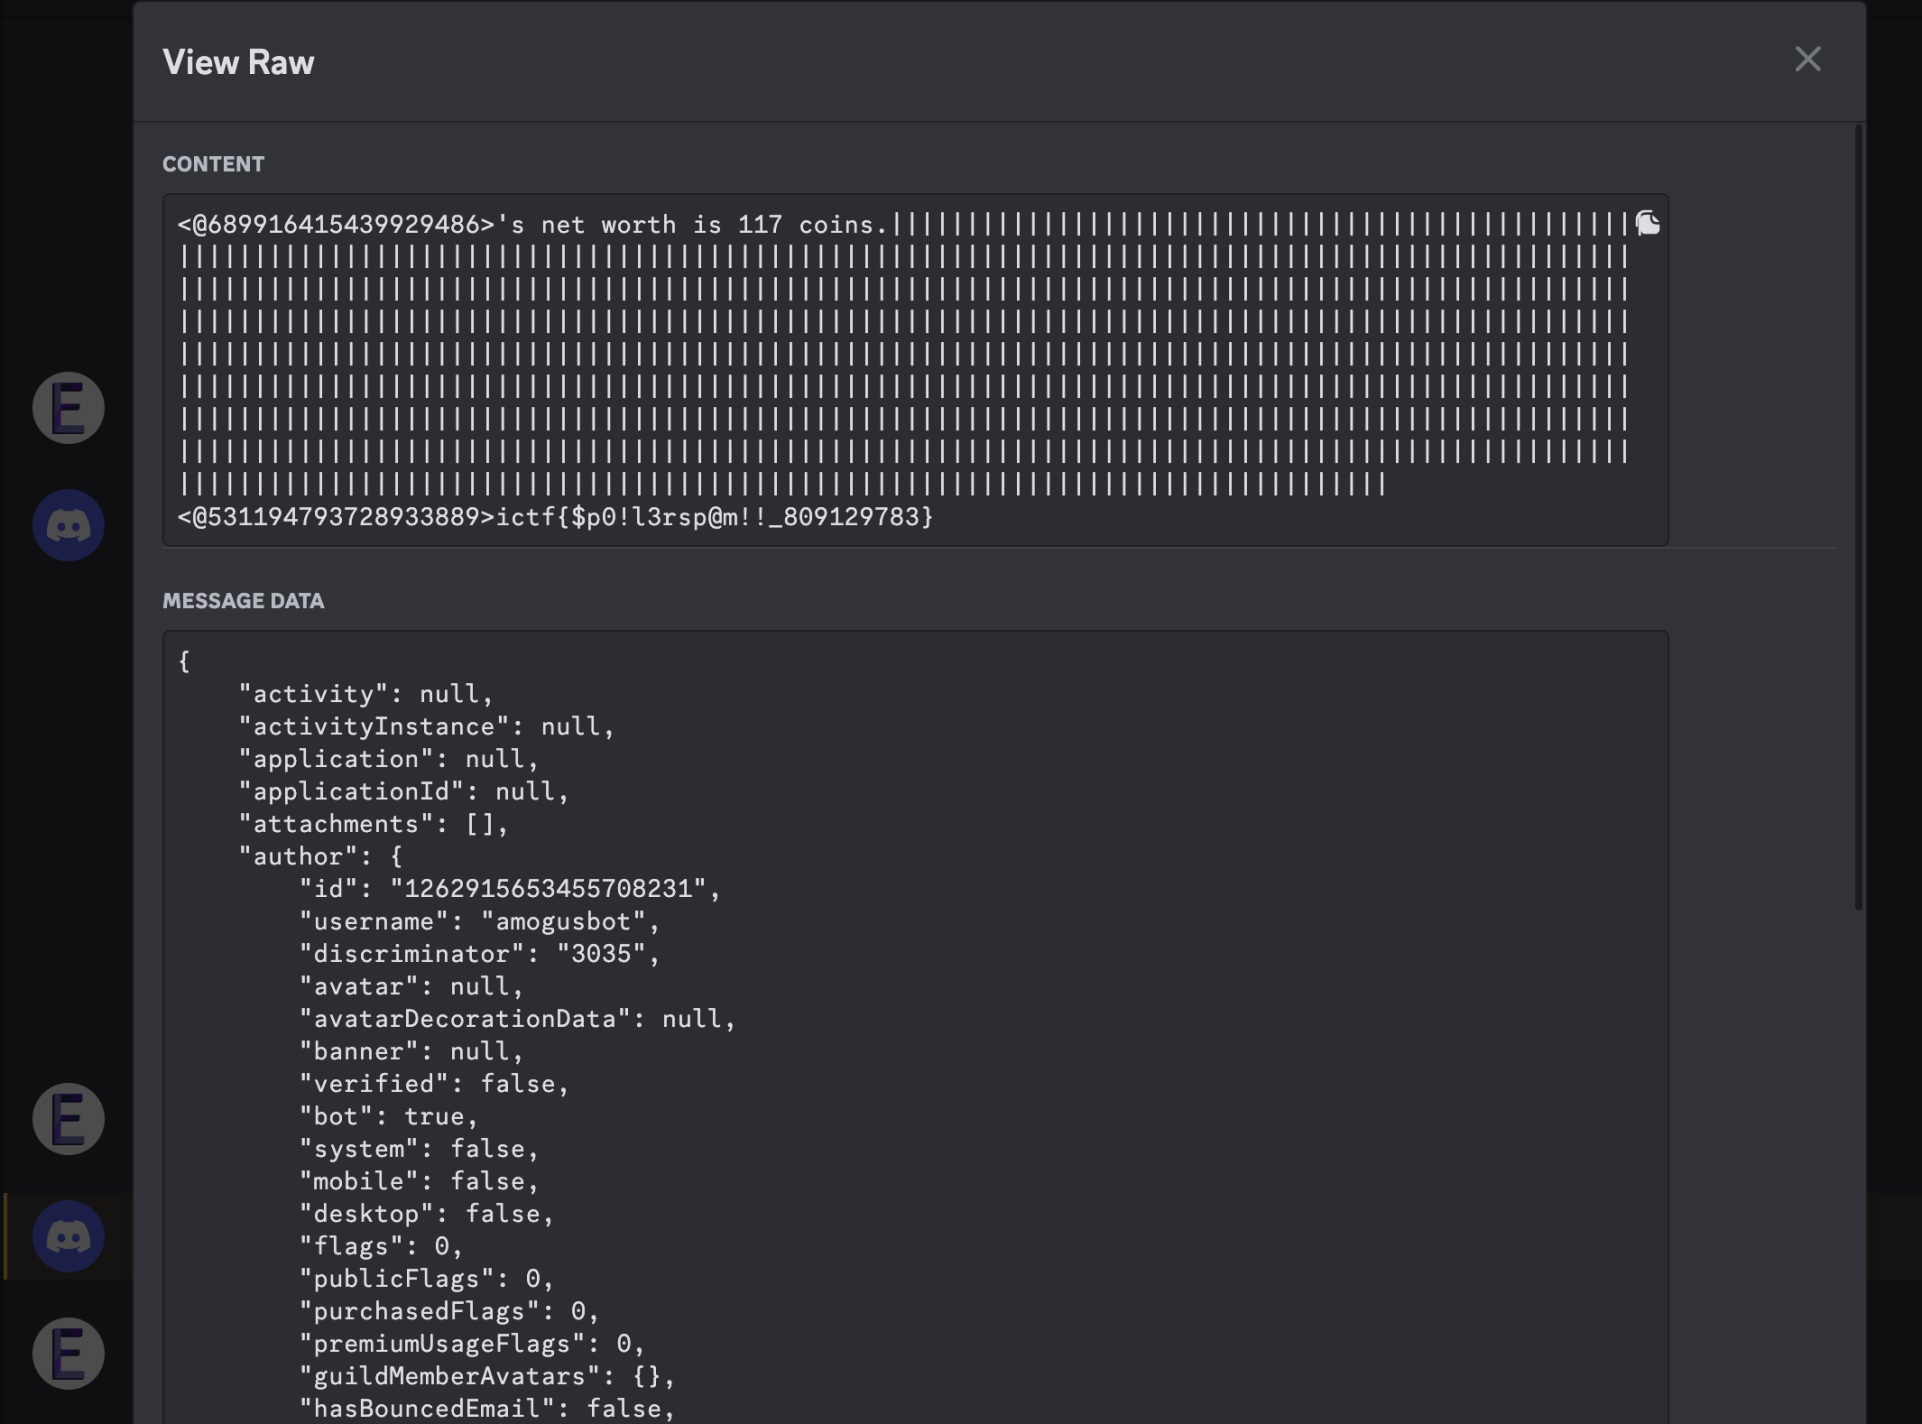 View Raw
CONTENT
<@689916415439929486>'s net worth is 117 coins.|||||||||||||||||||||||||||||||||||||||||||||||||
||||||||||||||||||||||||||||||||||||||||||||||||||||||||||||||||||||||||||||||||||||||||||||||||
||||||||||||||||||||||||||||||||||||||||||||||||||||||||||||||||||||||||||||||||||||||||||||||||
||||||||||||||||||||||||||||||||||||||||||||||||||||||||||||||||||||||||||||||||||||||||||||||||
||||||||||||||||||||||||||||||||||||||||||||||||||||||||||||||||||||||||||||||||||||||||||||||||
||||||||||||||||||||||||||||||||||||||||||||||||||||||||||||||||||||||||||||||||||||||||||||||||
||||||||||||||||||||||||||||||||||||||||||||||||||||||||||||||||||||||||||||||||||||||||||||||||
||||||||||||||||||||||||||||||||||||||||||||||||||||||||||||||||||||||||||||||||||||||||||||||||
||||||||||||||||||||||||||||||||||||||||||||||||||||||||||||||||||||||||||||||||
<@531194793728933889>ictf{$p0!l3rsp@m!!_809129783}
MESSAGE DATA
{
    "activity": null,
    "activityInstance": null,
    "application": null,
    "applicationId": null,
    "attachments": [],
    "author": {
        "id": "1262915653455708231",
        "username": "amogusbot",
        "discriminator": "3035",
        "avatar": null,
        "avatarDecorationData": null,
        "banner": null,
        "verified": false,
        "bot": true,
        "system": false,
        "mobile": false,
        "desktop": false,
        "flags": 0,
        "publicFlags": 0,
        "purchasedFlags": 0,
        "premiumUsageFlags": 0,
        "guildMemberAvatars": {},
        "hasBouncedEmail": false,